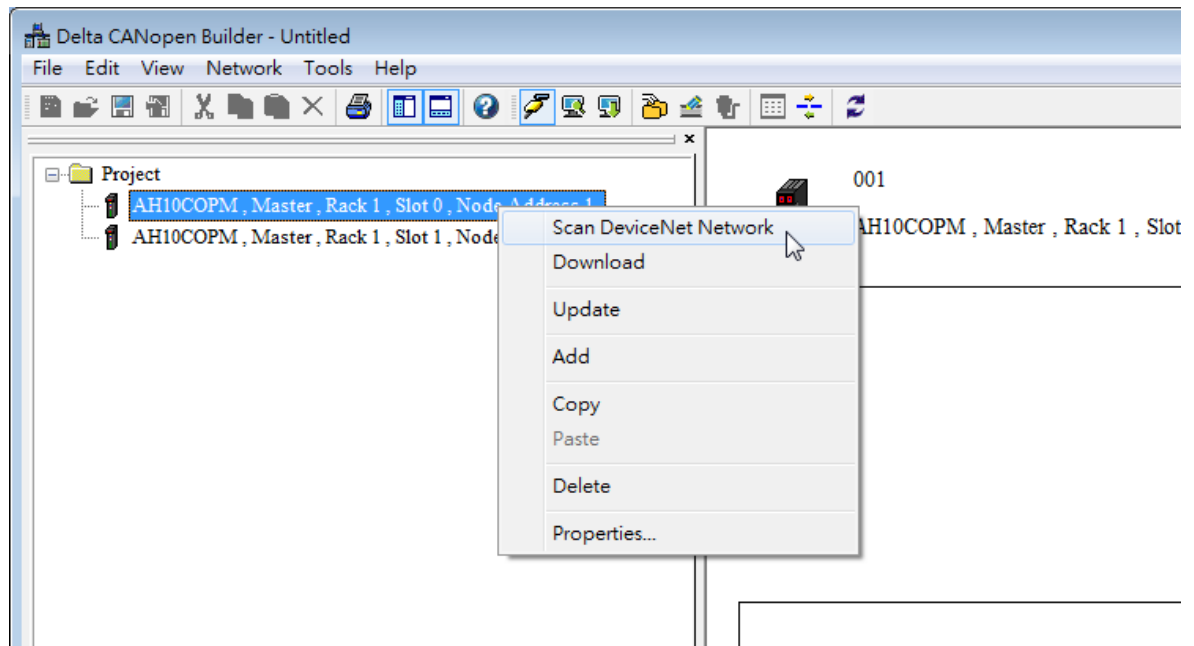 Delta CANopen Builder - Untitled
File Edit View Network Tools Help
Project
AH10COPM , Master , Rack 1 , Slot 0 , Node Address 1
AH10COPM , Master , Rack 1 , Slot 1 , Node
Scan DeviceNet Network
Download
Update
Add
Copy
Paste
Delete
Properties...
001
AH10COPM , Master , Rack 1 , Slot